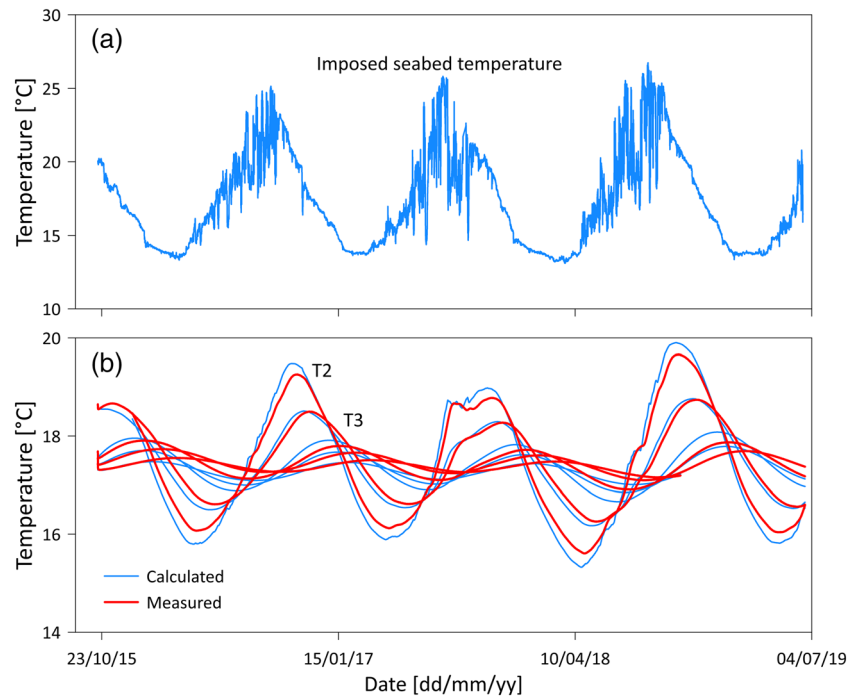 (a)
Imposed seabed temperature
Temperature [°C]
30
25
20
15
10
(b)
T2
T3
Temperature [°C]
20
18
16
14
Calculated
Measured
23/10/15 15/01/17 10/04/18 04/07/19
Date [dd/mm/yy]